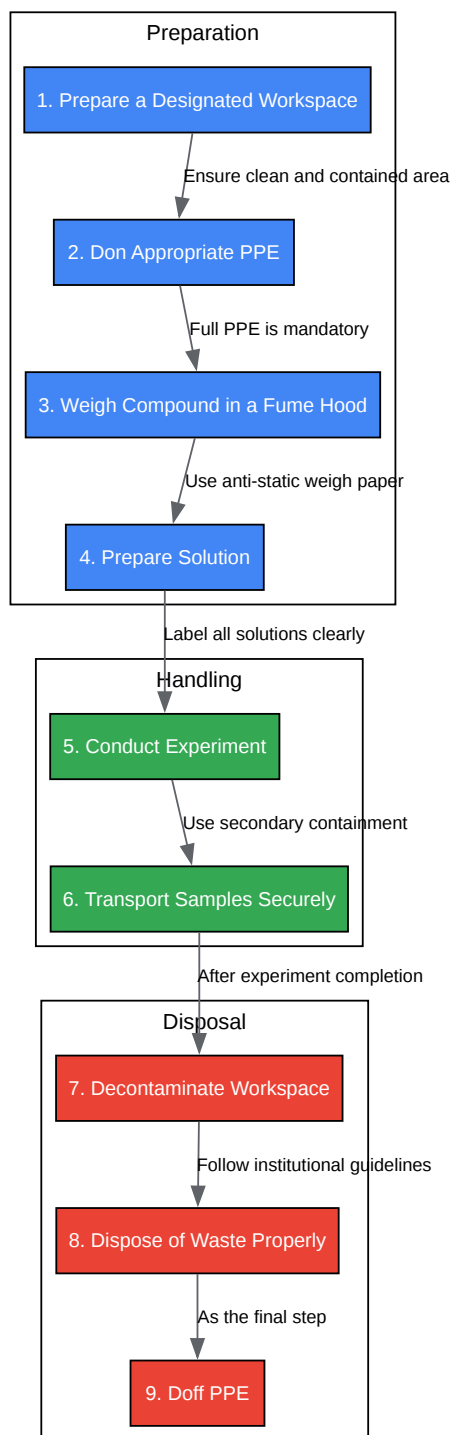 Preparation
1. Prepare a Designated Workspace
Ensure clean and contained area
2. Don Appropriate PPE
Full PPE is mandatory
3. Weigh Compound in a Fume Hood
Use anti-static weigh paper
4. Prepare Solution
Label all solutions clearly
Handling
5. Conduct Experiment
Use secondary containment
6. Transport Samples Securely
After experiment completion
Disposal
7. Decontaminate Workspace
Follow institutional guidelines
8. Dispose of Waste Properly
As the final step
9. Doff PPE